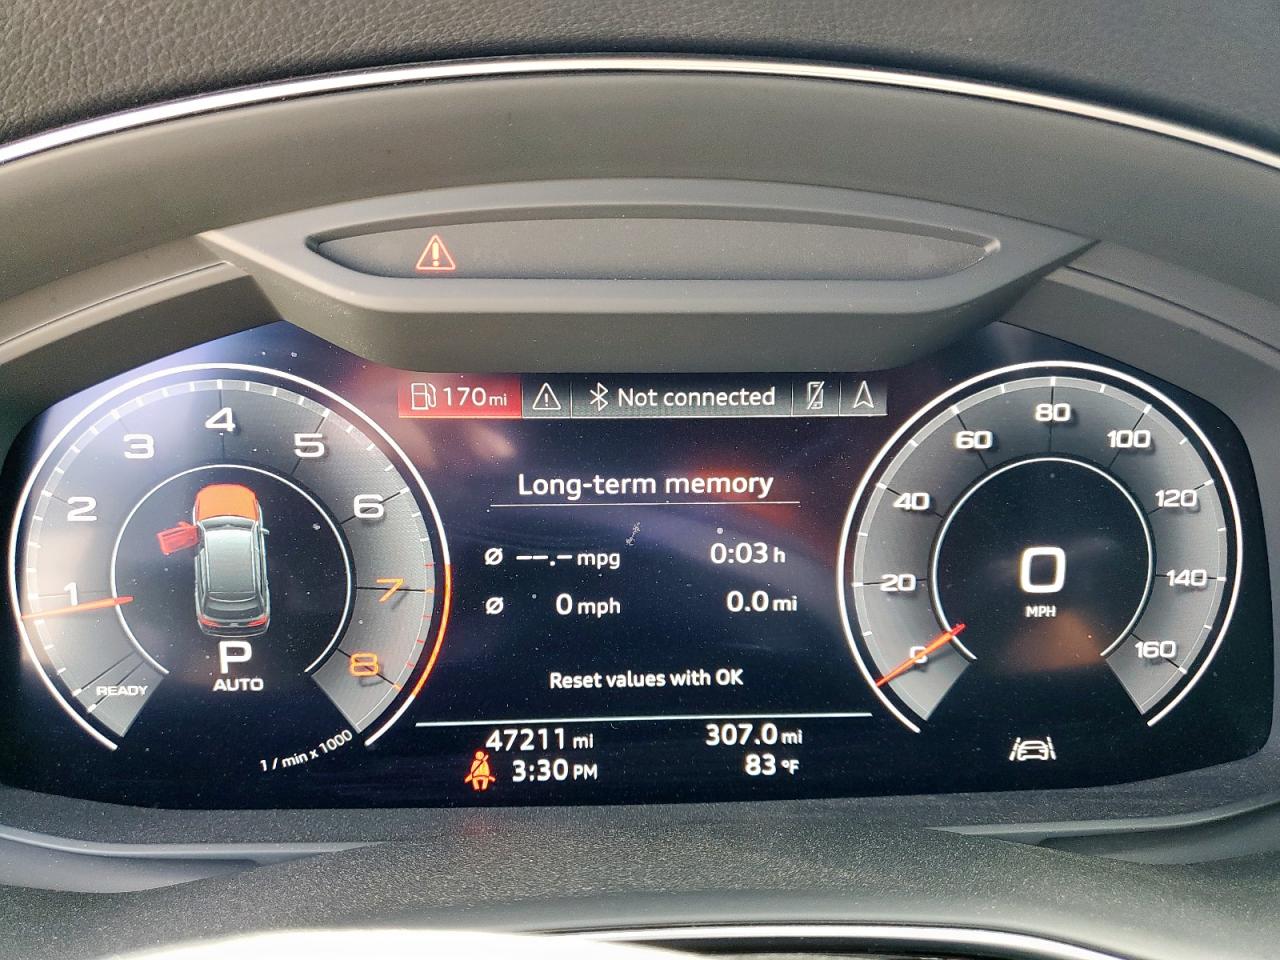 170 mi
Not connected
Long-term memory
Ø --.- mpg 0:03 h
Ø 0 mph 0.0 mi
Reset values with OK
47211 mi 307.0 mi
3:30 PM 83 °F
READY
1
2
3
4
5
6
7
8
P
AUTO
1 / min x 1000
0
20
40
60
80
100
120
140
160
0
MPH